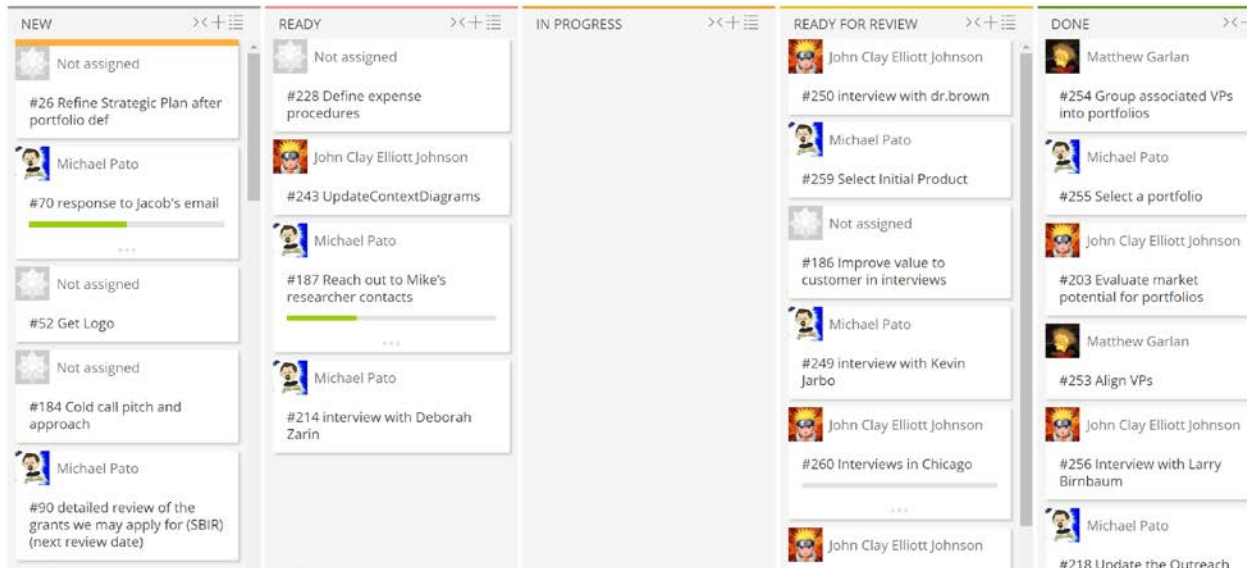 NEW
Not assigned
#26 Refine Strategic Plan after
portfolio def
Michael Pato
#70 response to Jacob's email
Not assigned
#52 Get Logo
Not assigned
#184 Cold call pitch and
approach
Michael Pato
#90 detailed review of the
grants we may apply for (SBIR)
(next review date)
READY
Not assigned
#228 Define expense
procedures
John Clay Elliott Johnson
#243 UpdateContextDiagrams
Michael Pato
#187 Reach out to Mike's
researcher contacts
Michael Pato
#214 interview with Deborah
Zarin
IN PROGRESS
READY FOR REVIEW
John Clay Elliott Johnson
#250 interview with dr.brown
Michael Pato
#259 Select Initial Product
Not assigned
#186 Improve value to
customer in interviews
Michael Pato
#249 interview with Kevin
Jarbo
John Clay Elliott Johnson
#260 Interviews in Chicago
John Clay Elliott Johnson
DONE
Matthew Garlan
#254 Group associated VPs
into portfolios
Michael Pato
#255 Select a portfolio
John Clay Elliott Johnson
#203 Evaluate market
potential for portfolios
Matthew Garlan
#253 Align VPs
John Clay Elliott Johnson
#256 Interview with Larry
Birnbaum
Michael Pato
#218 Update the Outreach